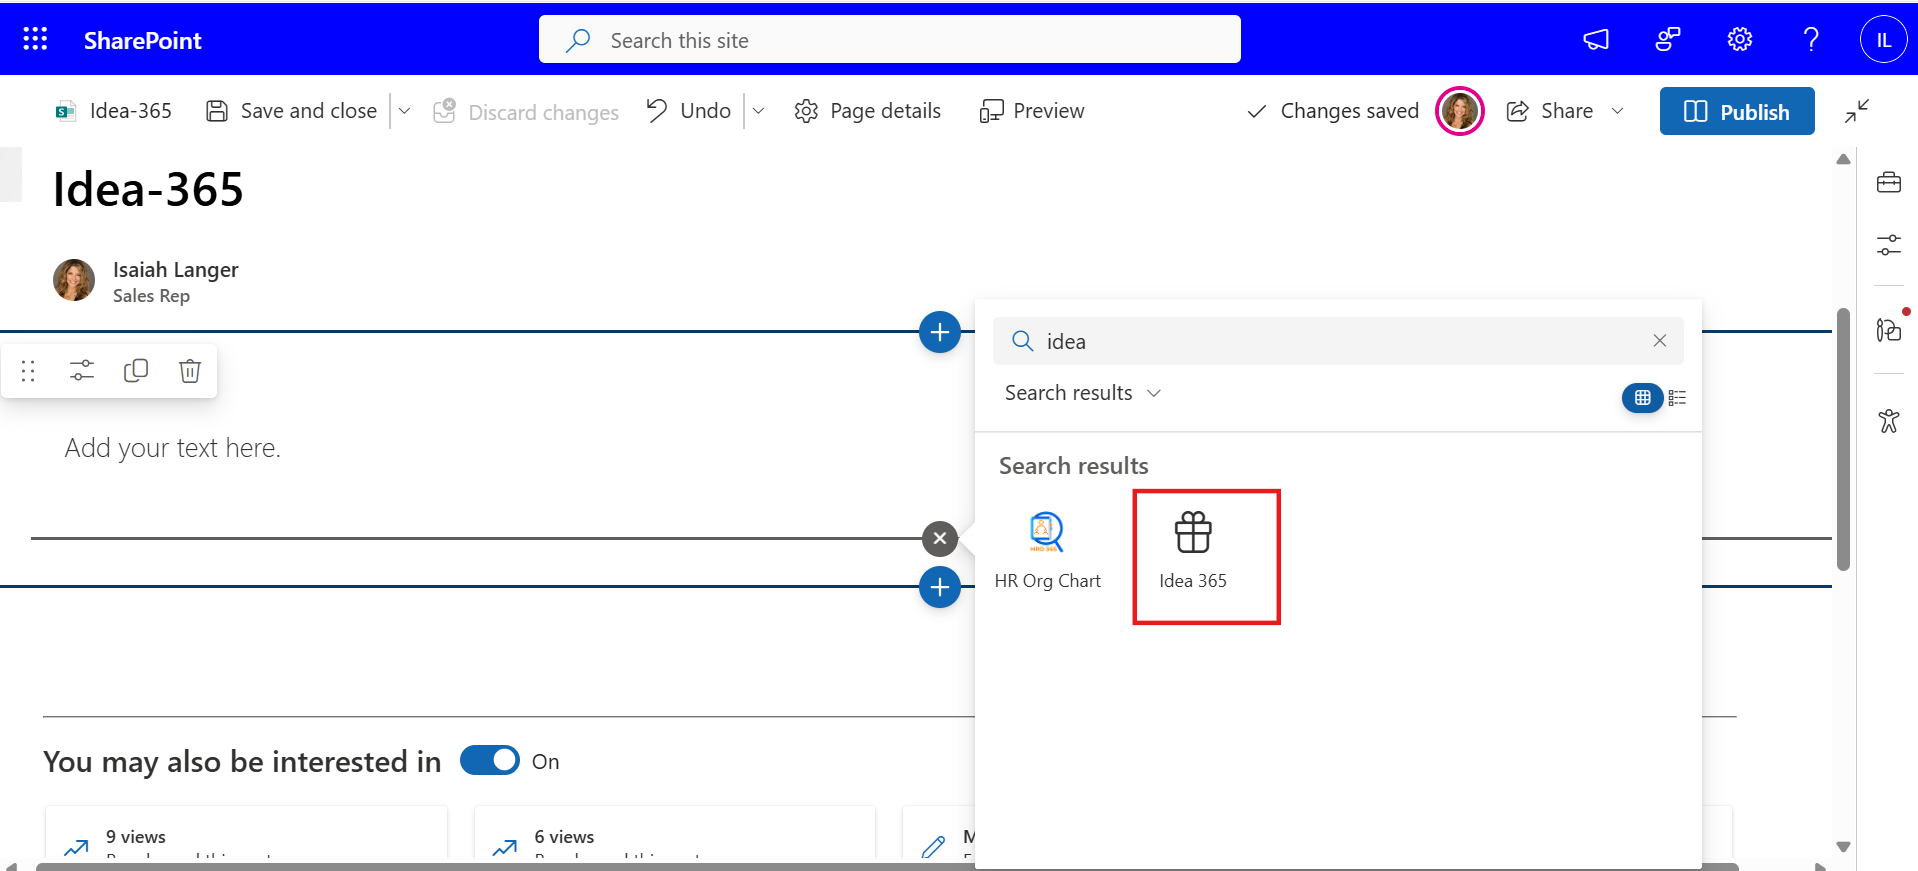 SharePoint
Search this site
IL
Idea-365
Save and close
Discard changes
Undo
Page details
Preview
Changes saved
Share
Publish
Idea-365
Isaiah Langer
Sales Rep
idea
Search results
Add your text here.
Search results
HRO 365
HR Org Chart
Idea 365
You may also be interested in
On
9 views
6 views